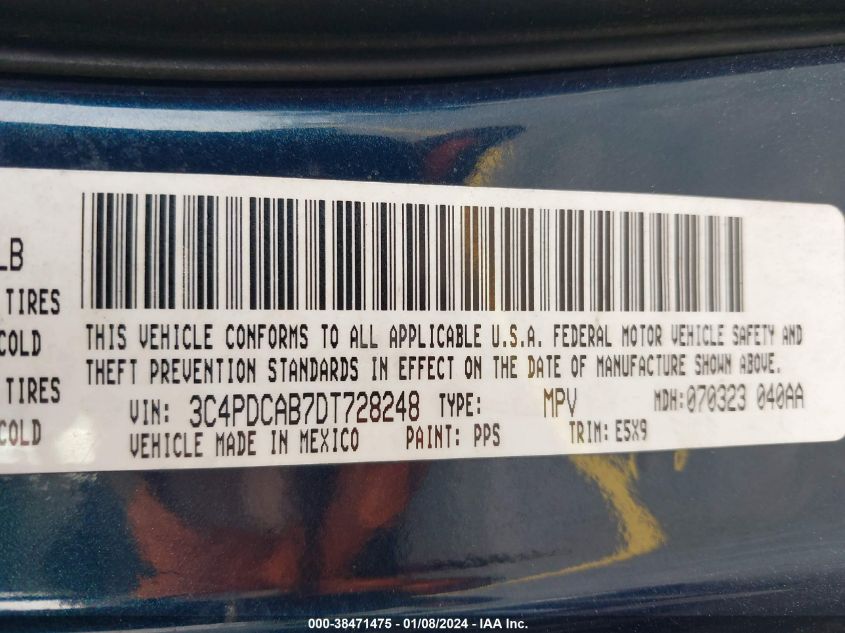 LB
TIRES
COLD
TIRES
COLD
THIS VEHICLE CONFORMS TO ALL APPLICABLE U.S.A. FEDERAL MOTOR VEHICLE SAFETY AND
THEFT PREVENTION STANDARDS IN EFFECT ON THE DATE OF MANUFACTURE SHOWN ABOVE.
VIN: 3C4PDCAB7DT728248 TYPE: MPV MDH:070323 040AA
VEHICLE MADE IN MEXICO PAINT: PPS TRIM: E5X9
000-38471475 - 01/08/2024 - IAA Inc.